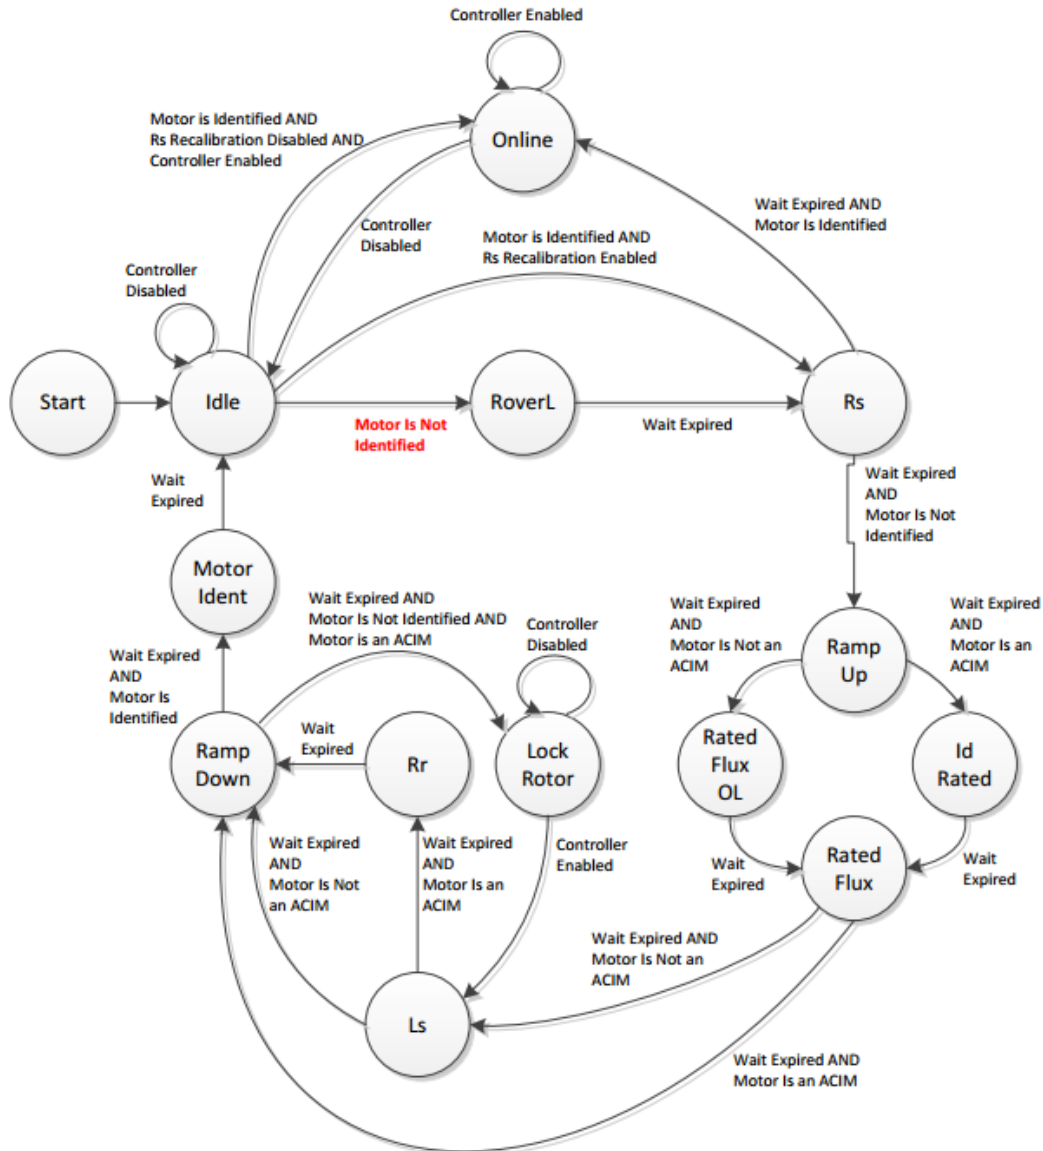 Controller Enabled
Online
Motor is Identified AND
Rs Recalibration Disabled AND
Controller Enabled
Wait Expired AND
Motor Is Identified
Controller
Disabled
Motor is Identified AND
Rs Recalibration Enabled
Controller
Disabled
Start
Idle
RoverL
Rs
Motor Is Not
Identified
Wait Expired
Wait
Expired
Wait Expired
AND
Motor Is Not
Identified
Motor
Ident
Wait Expired AND
Motor Is Not Identified AND
Motor is an ACIM
Controller
Disabled
Wait Expired
AND
Motor Is Not an
ACIM
Ramp
Up
Wait Expired
AND
Motor Is an
ACIM
Wait Expired
AND
Motor Is
Identified
Ramp
Down
Wait
Expired
Rr
Lock
Rotor
Rated
Flux
OL
Id
Rated
Wait Expired
AND
Motor Is Not
an ACIM
Wait Expired
AND
Motor Is an
ACIM
Controller
Enabled
Wait
Expired
Rated
Flux
Wait
Expired
Wait Expired AND
Motor Is Not an
ACIM
Ls
Wait Expired AND
Motor Is an ACIM